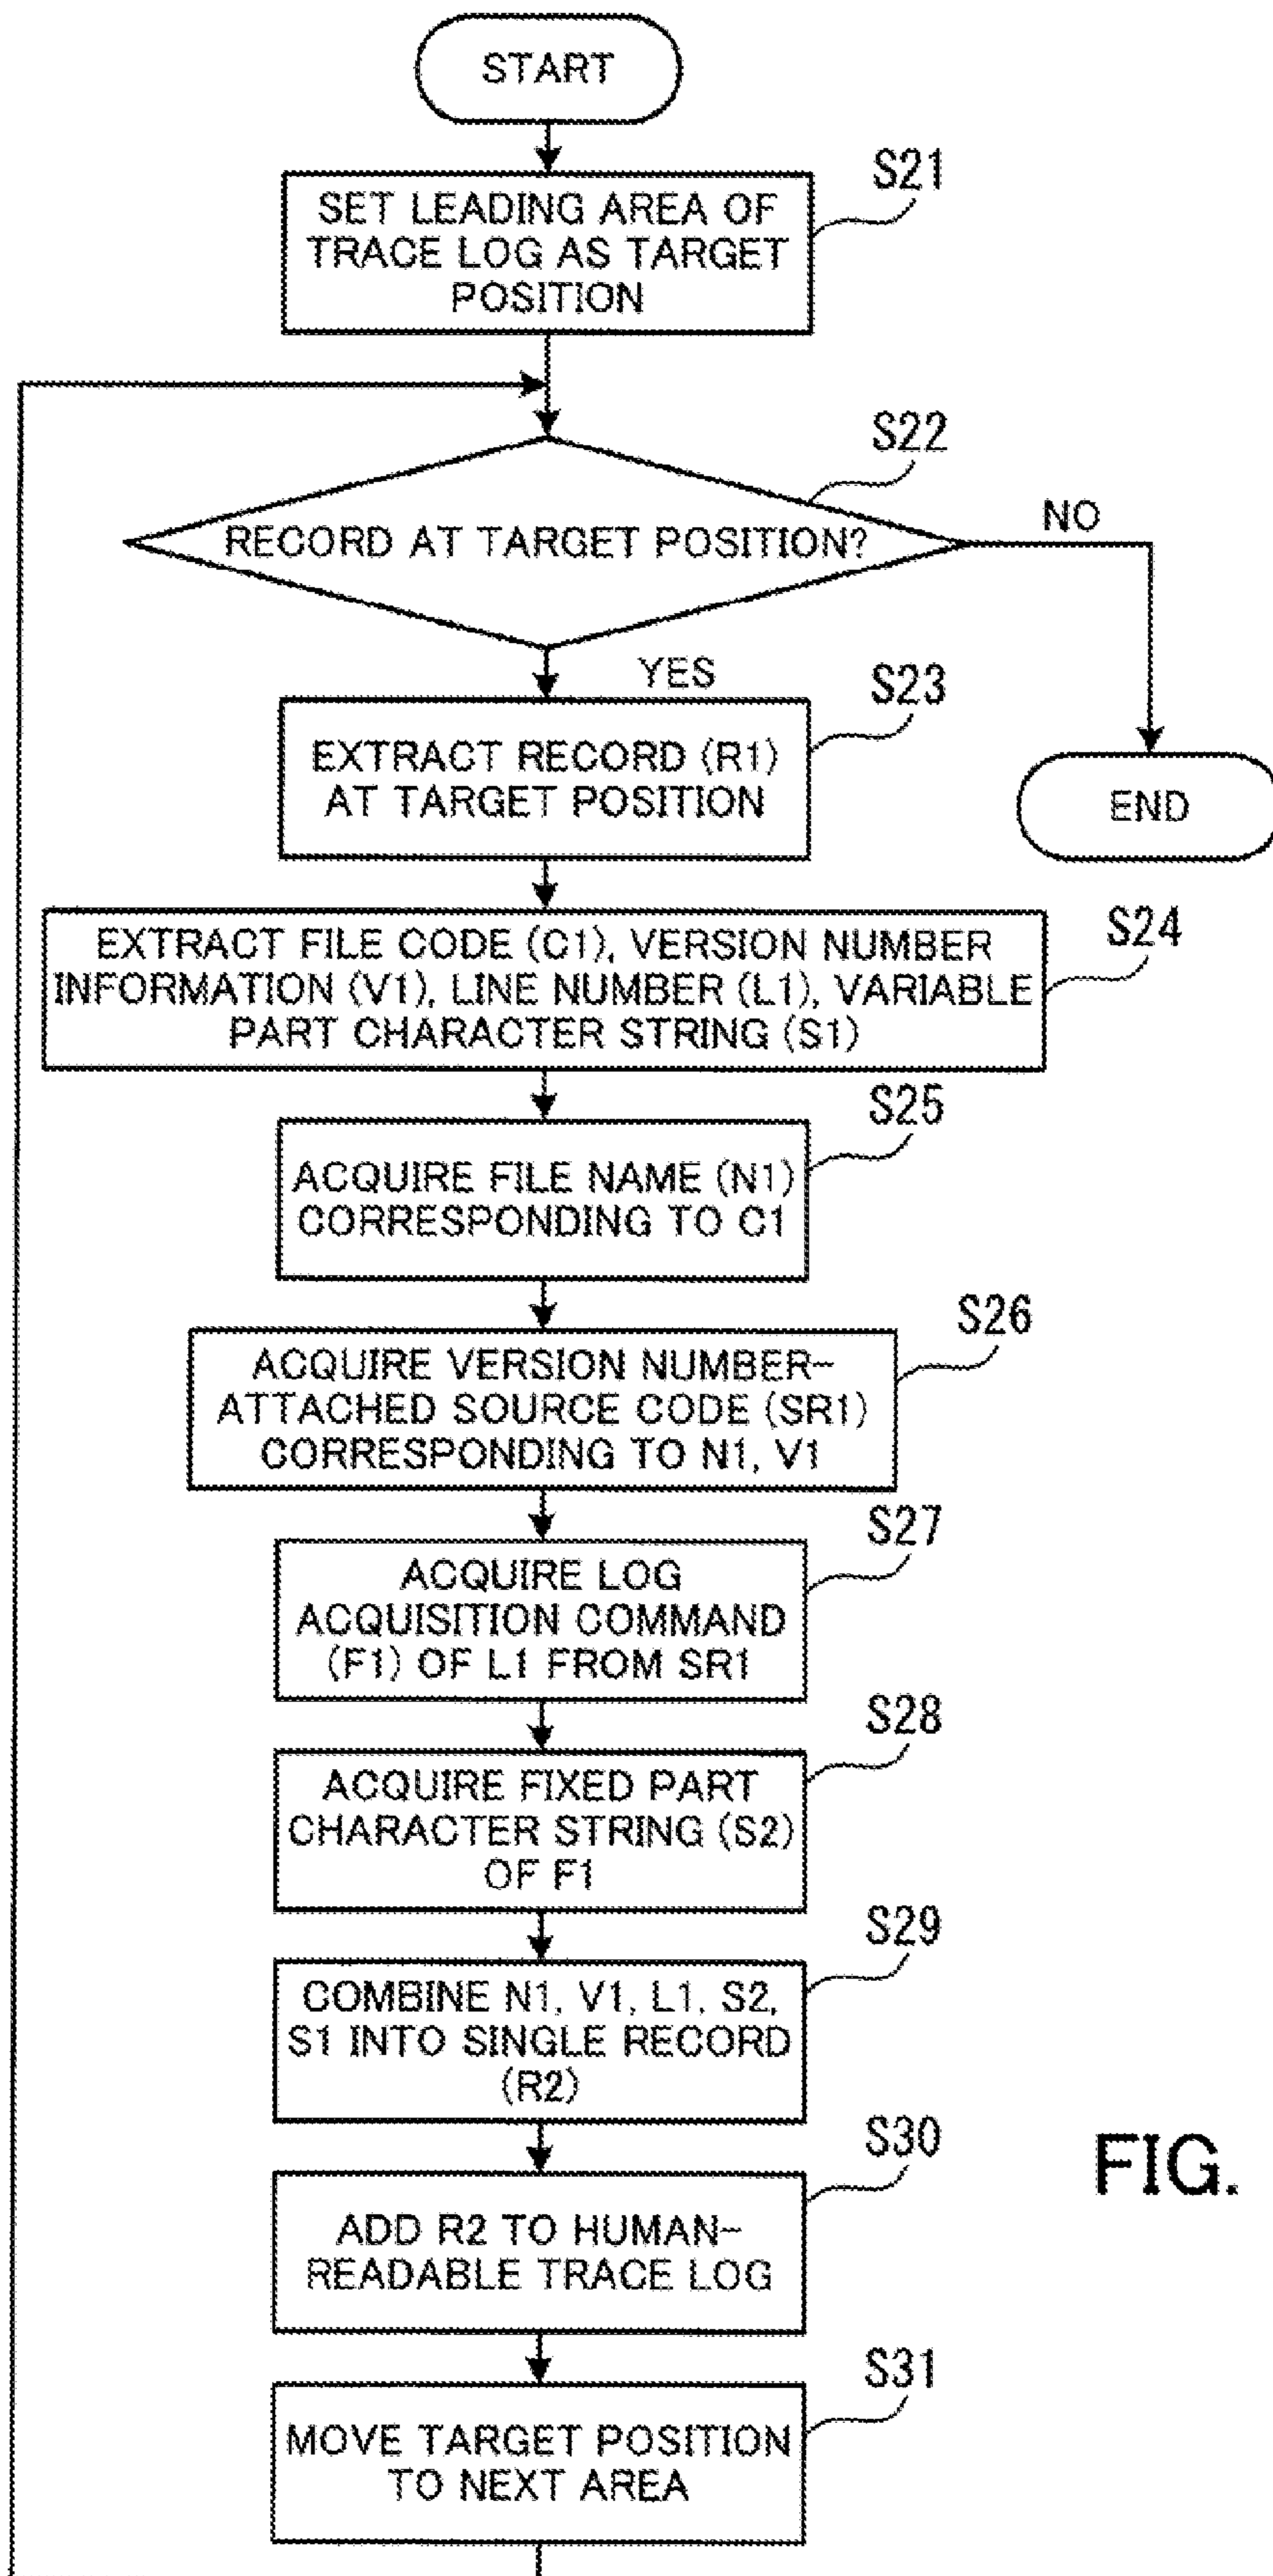 START
S21
SET LEADING AREA OF
TRACE LOG AS TARGET
POSITION
S22
RECORD AT TARGET POSITION?
NO
YES
S23
EXTRACT RECORD (R1)
AT TARGET POSITION
END
S24
EXTRACT FILE CODE (C1), VERSION NUMBER
INFORMATION (V1), LINE NUMBER (L1), VARIABLE
PART CHARACTER STRING (S1)
S25
ACQUIRE FILE NAME (N1)
CORRESPONDING TO C1
S26
ACQUIRE VERSION NUMBER-
ATTACHED SOURCE CODE (SR1)
CORRESPONDING TO N1, V1
S27
ACQUIRE LOG
ACQUISITION COMMAND
(F1) OF L1 FROM SR1
S28
ACQUIRE FIXED PART
CHARACTER STRING (S2)
OF F1
S29
COMBINE N1, V1, L1, S2,
S1 INTO SINGLE RECORD
(R2)
S30
ADD R2 TO HUMAN-
READABLE TRACE LOG
FIG.
S31
MOVE TARGET POSITION
TO NEXT AREA